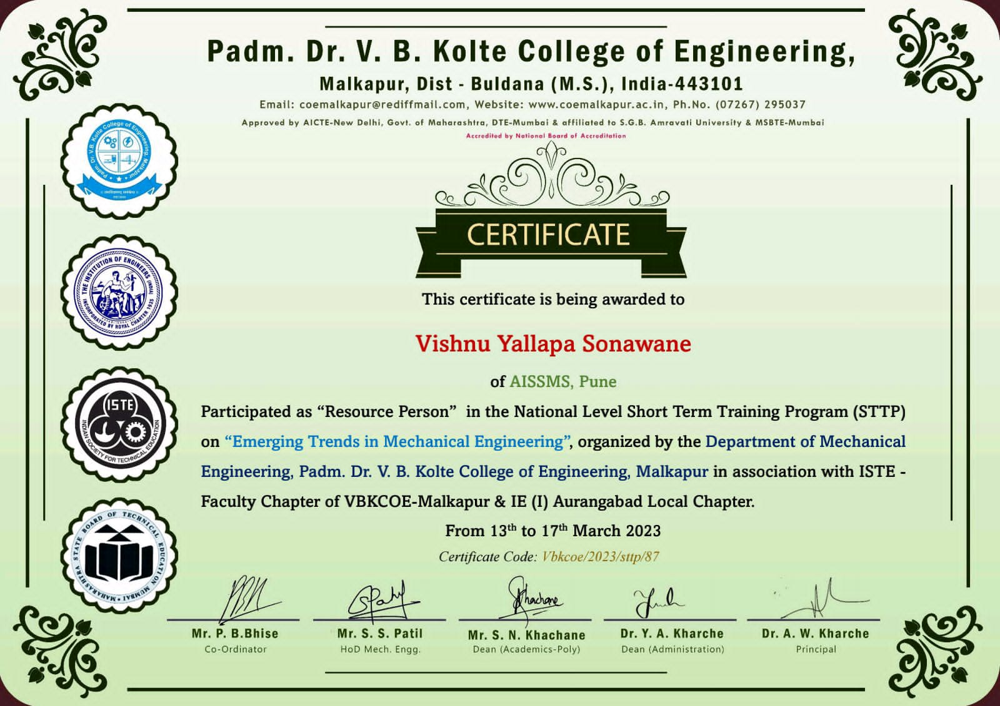 Padm. Dr. V. B. Kolte College of Engineering,
Malkapur, Dist - Buldana (M.S.), India-443101
Email: coemalkapur@rediffmail.com, Website: www.coemalkapur.ac.in, Ph.No. (07267) 295037
Approved by AICTE-New Delhi, Govt. of Maharashtra, DTE-Mumbai & affiliated to S.G.B. Amravati University & MSBTE-Mumbai
Accredited by National Board of Accreditation
Padm. Dr. V.B. Kolte College of Engineering, Malkapur
CERTIFICATE
THE INSTITUTION OF ENGINEERS (INDIA)
INCORPORATED BY ROYAL CHARTER 1935
This certificate is being awarded to
Vishnu Yallapa Sonawane
of AISSMS, Pune
ISTE
INDIAN SOCIETY FOR TECHNICAL EDUCATION
Participated as “Resource Person” in the National Level Short Term Training Program (STTP)
on “Emerging Trends in Mechanical Engineering”, organized by the Department of Mechanical
Engineering, Padm. Dr. V. B. Kolte College of Engineering, Malkapur in association with ISTE -
Faculty Chapter of VBKCOE-Malkapur & IE (I) Aurangabad Local Chapter.
From 13th to 17th March 2023
Certificate Code: Vbkcoe/2023/sttp/87
MAHARASHTRA STATE BOARD OF TECHNICAL EDUCATION MUMBAI
Mr. P. B.Bhise
Co-Ordinator
Mr. S. S. Patil
HoD Mech. Engg.
Mr. S. N. Khachane
Dean (Academics-Poly)
Dr. Y. A. Kharche
Dean (Administration)
Dr. A. W. Kharche
Principal